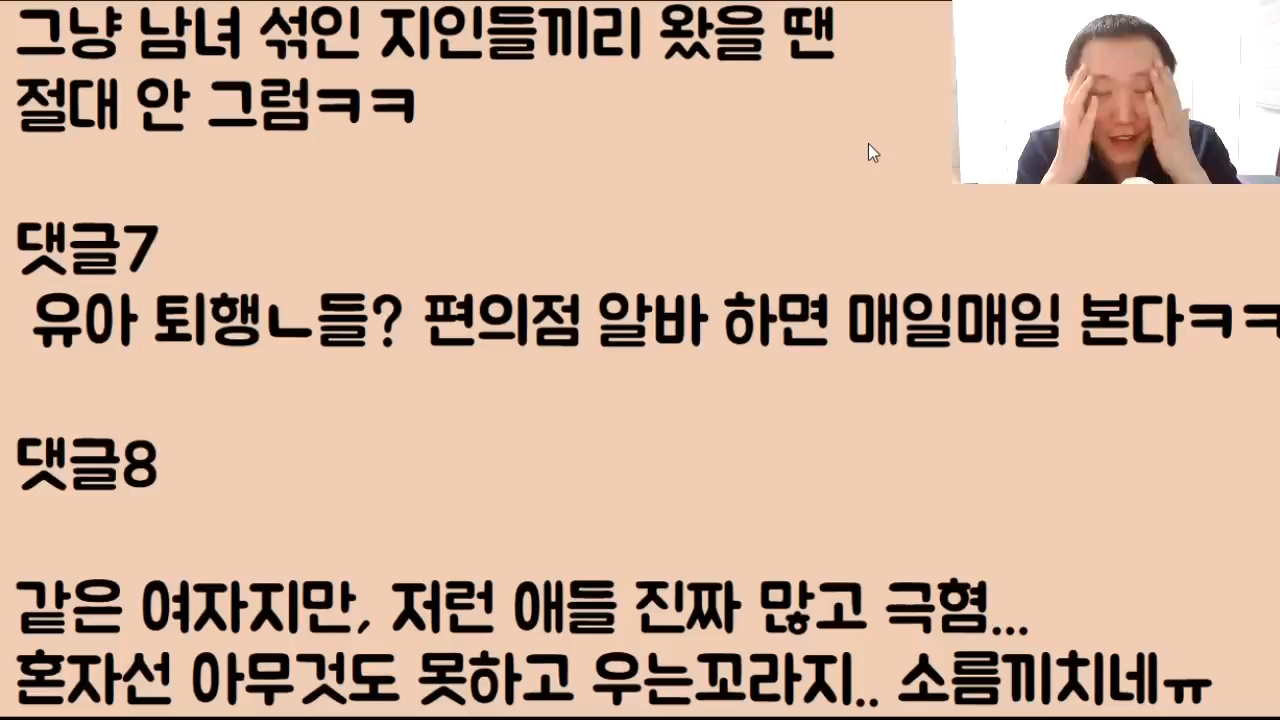 그냥 남녀 섞인 지인들끼리 왔을 땐
절대 안 그럼ㅋㅋ
댓글7
유아 퇴행ㄴ들? 편의점 알바 하면 매일매일 본다ㅋㅋ
댓글8
같은 여자지만, 저런 애들 진짜 많고 극혐...
혼자선 아무것도 못하고 우는꼬라지.. 소름끼치네ㅠ